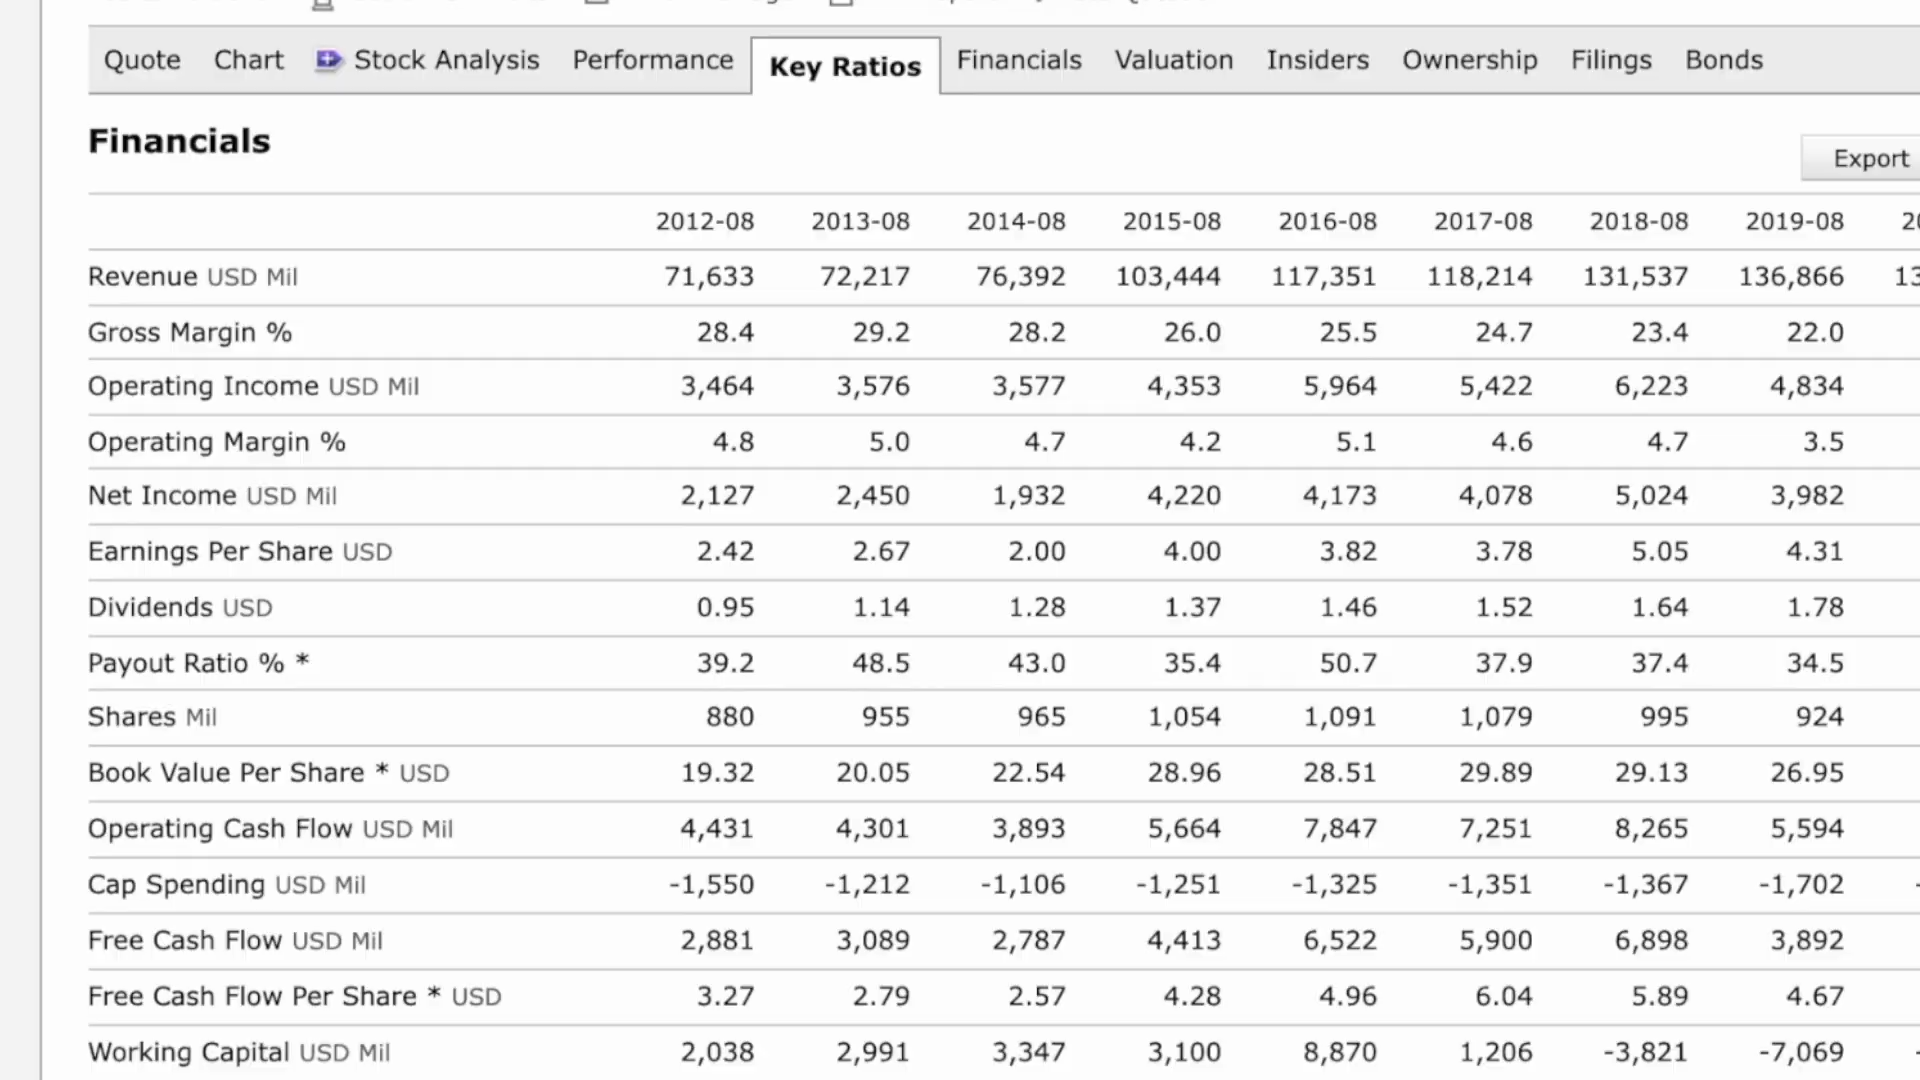 Quote Chart Stock Analysis Performance Key Ratios Financials Valuation Insiders Ownership Filings Bonds
Financials
Export
2012-08 2013-08 2014-08 2015-08 2016-08 2017-08 2018-08 2019-08
Revenue USD Mil 71,633 72,217 76,392 103,444 117,351 118,214 131,537 136,866
Gross Margin % 28.4 29.2 28.2 26.0 25.5 24.7 23.4 22.0
Operating Income USD Mil 3,464 3,576 3,577 4,353 5,964 5,422 6,223 4,834
Operating Margin % 4.8 5.0 4.7 4.2 5.1 4.6 4.7 3.5
Net Income USD Mil 2,127 2,450 1,932 4,220 4,173 4,078 5,024 3,982
Earnings Per Share USD 2.42 2.67 2.00 4.00 3.82 3.78 5.05 4.31
Dividends USD 0.95 1.14 1.28 1.37 1.46 1.52 1.64 1.78
Payout Ratio % * 39.2 48.5 43.0 35.4 50.7 37.9 37.4 34.5
Shares Mil 880 955 965 1,054 1,091 1,079 995 924
Book Value Per Share * USD 19.32 20.05 22.54 28.96 28.51 29.89 29.13 26.95
Operating Cash Flow USD Mil 4,431 4,301 3,893 5,664 7,847 7,251 8,265 5,594
Cap Spending USD Mil -1,550 -1,212 -1,106 -1,251 -1,325 -1,351 -1,367 -1,702
Free Cash Flow USD Mil 2,881 3,089 2,787 4,413 6,522 5,900 6,898 3,892
Free Cash Flow Per Share * USD 3.27 2.79 2.57 4.28 4.96 6.04 5.89 4.67
Working Capital USD Mil 2,038 2,991 3,347 3,100 8,870 1,206 -3,821 -7,069